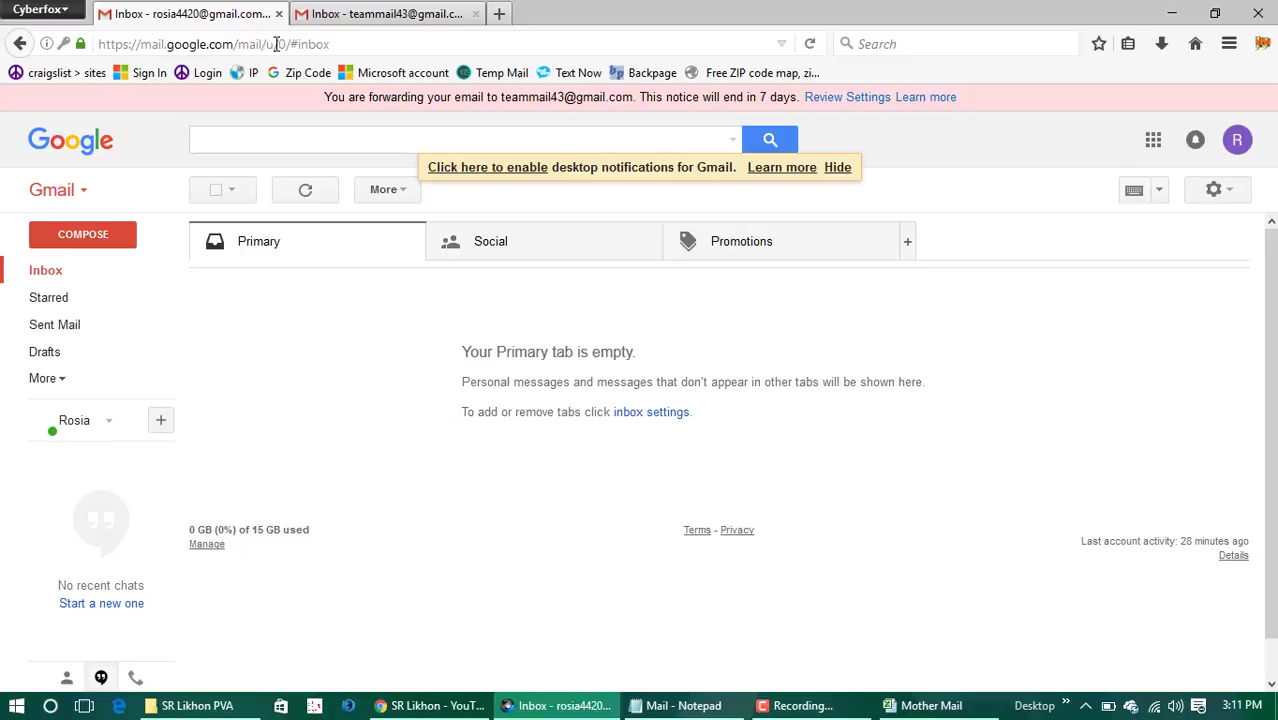 Cyberfox
Inbox - rosia4420@gmail.com... ×
Inbox - teammail43@gmail.c... ×
https://mail.google.com/mail/u/0/#inbox
Search
craigslist > sites
Sign In
Login
IP
Zip Code
Microsoft account
Temp Mail
Text Now
Backpage
Free ZIP code map, zi...
You are forwarding your email to teammail43@gmail.com. This notice will end in 7 days. Review Settings Learn more
Google
R
Click here to enable desktop notifications for Gmail. Learn more Hide
Gmail
More
COMPOSE
Primary
Social
Promotions
+
Inbox
Starred
Sent Mail
Drafts
More
Your Primary tab is empty.
Personal messages and messages that don't appear in other tabs will be shown here.
To add or remove tabs click inbox settings.
Rosia
+
0 GB (0%) of 15 GB used
Manage
Terms - Privacy
Last account activity: 28 minutes ago
Details
No recent chats
Start a new one
SR Likhon PVA
SR Likhon - YouT...
Inbox - rosia4420...
Mail - Notepad
Recording...
Mother Mail
Desktop
3:11 PM